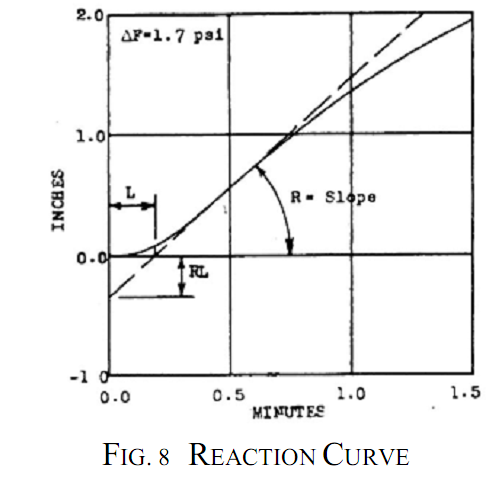 2.0
ΔF=1.7 psi
1.0
L
R= Slope
INCHES
0.0
RL
-1 0
0.0 0.5 1.0 1.5
MINUTES
FIG. 8 REACTION CURVE